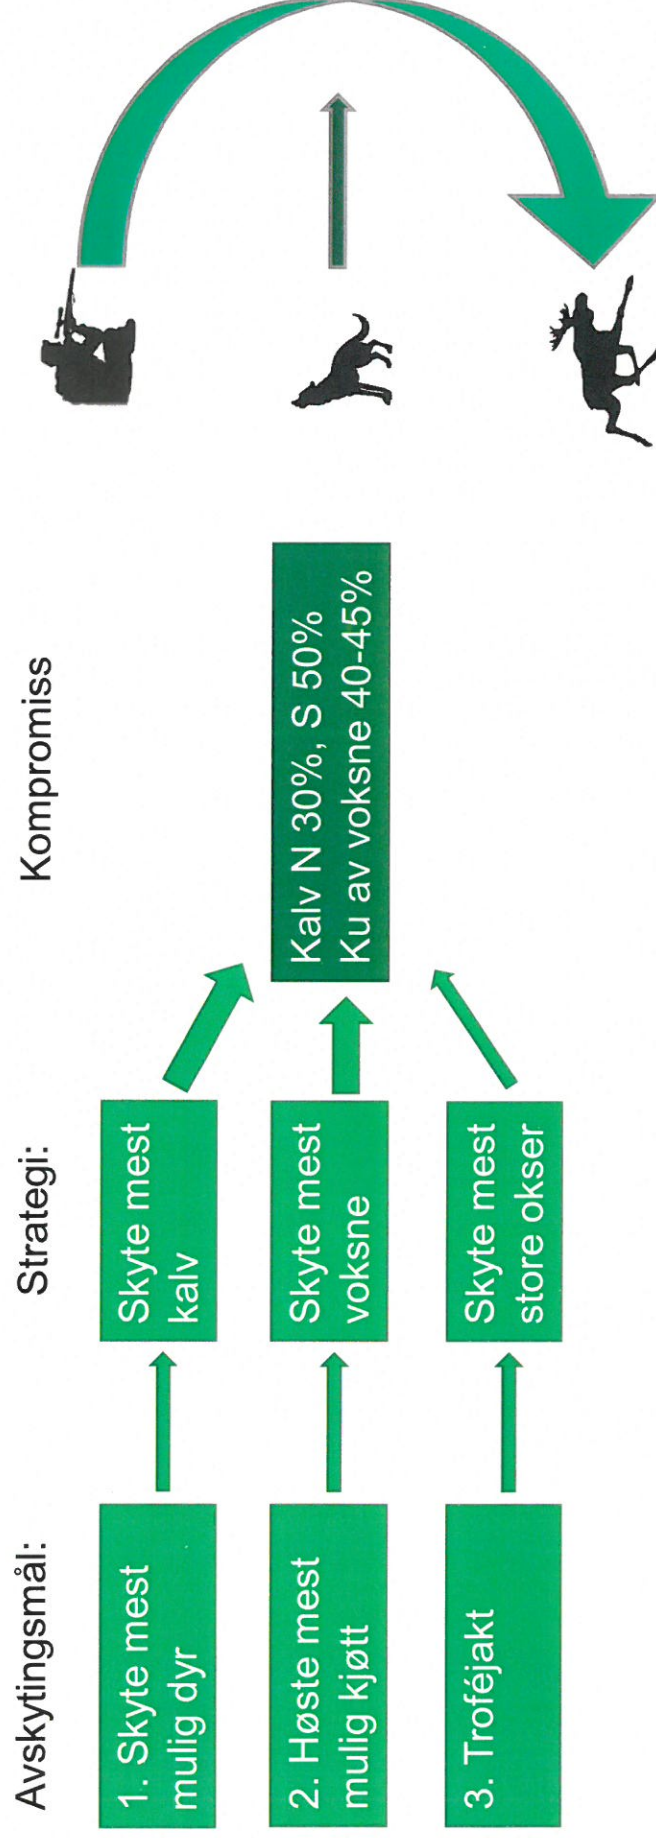 Avskytingsmål:
Strategi:
Kompromiss
1. Skyte mest
mulig dyr
Skyte mest
kalv
2. Høste mest
mulig kjøtt
Skyte mest
voksne
Kalv N 30%, S 50%
Ku av voksne 40-45%
3. Troféjakt
Skyte mest
store okser